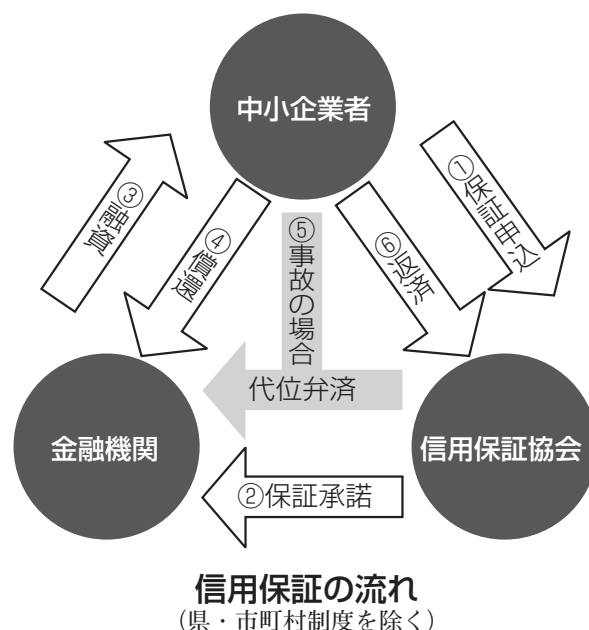 中小企業者
①保証申込
③融資
④償還
⑤事故の場合
⑥返済
代位弁済
金融機関
信用保証協会
②保証承諾
信用保証の流れ
(県・市町村制度を除く)